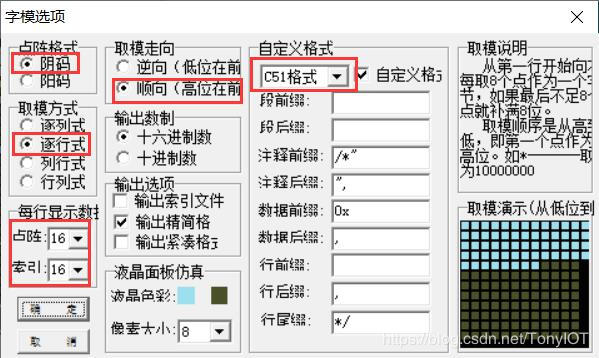 字模选项
点阵格式
阴码
阳码
取模方式
逐列式
逐行式
列行式
行列式
每行显示数据
点阵: 16
索引: 16
确 定
取 消
取模走向
逆向（低位在前
顺向（高位在前
输出数制
十六进制数
十进制数
输出选项
输出索引文件
输出精简格
输出紧凑格式
液晶面板仿真
液晶色彩:
像素大小: 8
自定义格式
C51格式
自定义格式
段前缀:
段后缀:
注释前缀: /*"
注释后缀: ",
数据前缀: 0x
数据后缀: ,
行前缀:
行后缀: ,
行尾缀: */
取模说明
从第一行开始向
每取8个点作为一个
节，如果最后不足8
点就补满8位。
取模顺序是从高
低，即第一个点作
高位。如*-------取
为10000000
取模演示(从低位到
https://blog.csdn.net/TonyIOT